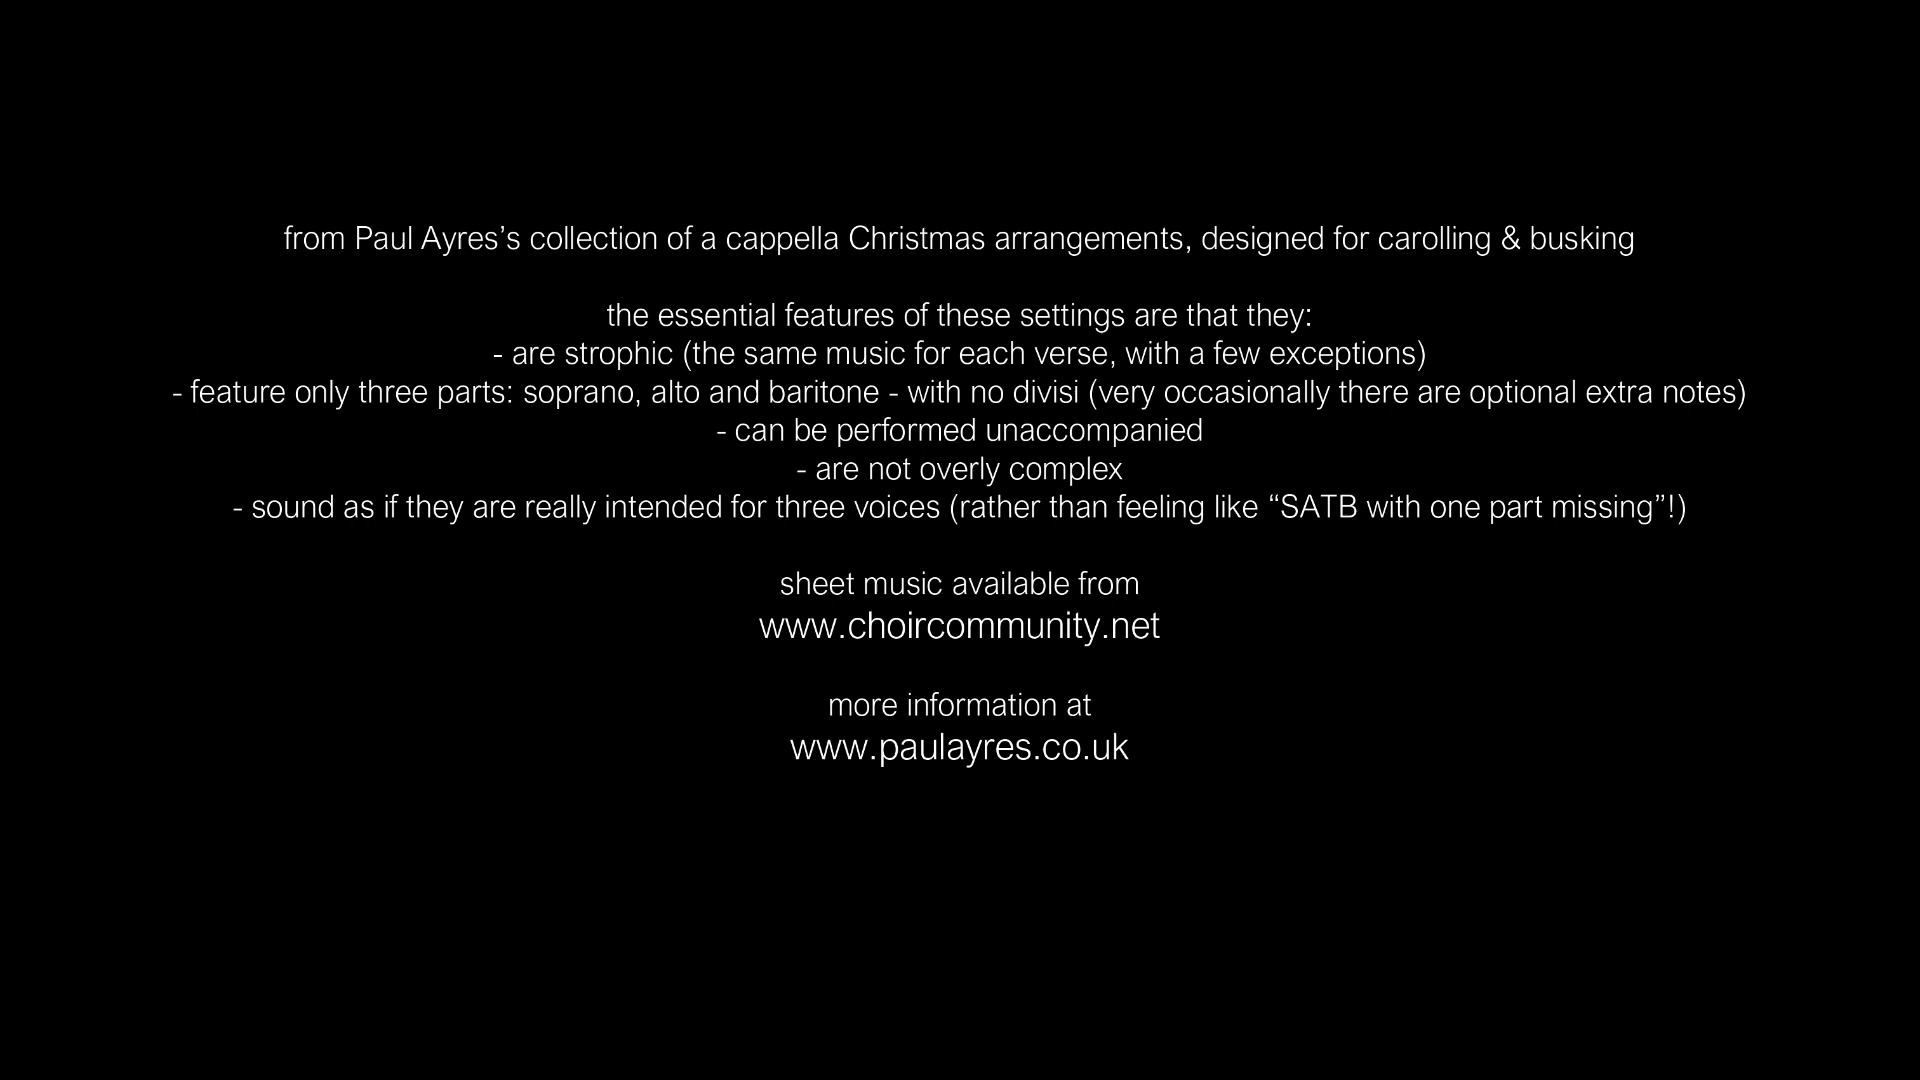 from Paul Ayres’s collection of a cappella Christmas arrangements, designed for carolling & busking
the essential features of these settings are that they:
- are strophic (the same music for each verse, with a few exceptions)
- feature only three parts: soprano, alto and baritone - with no divisi (very occasionally there are optional extra notes)
- can be performed unaccompanied
- are not overly complex
- sound as if they are really intended for three voices (rather than feeling like “SATB with one part missing”!)
sheet music available from
www.choircommunity.net
more information at
www.paulayres.co.uk